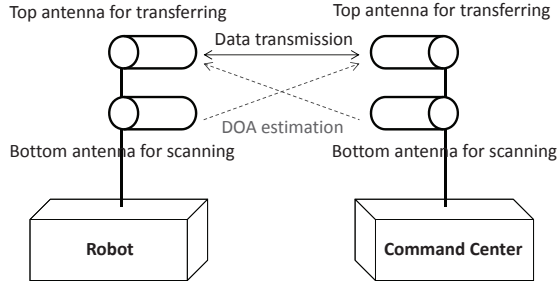 Top antenna for transferring
Top antenna for transferring
Data transmission
DOA estimation
Bottom antenna for scanning
Bottom antenna for scanning
Robot
Command Center